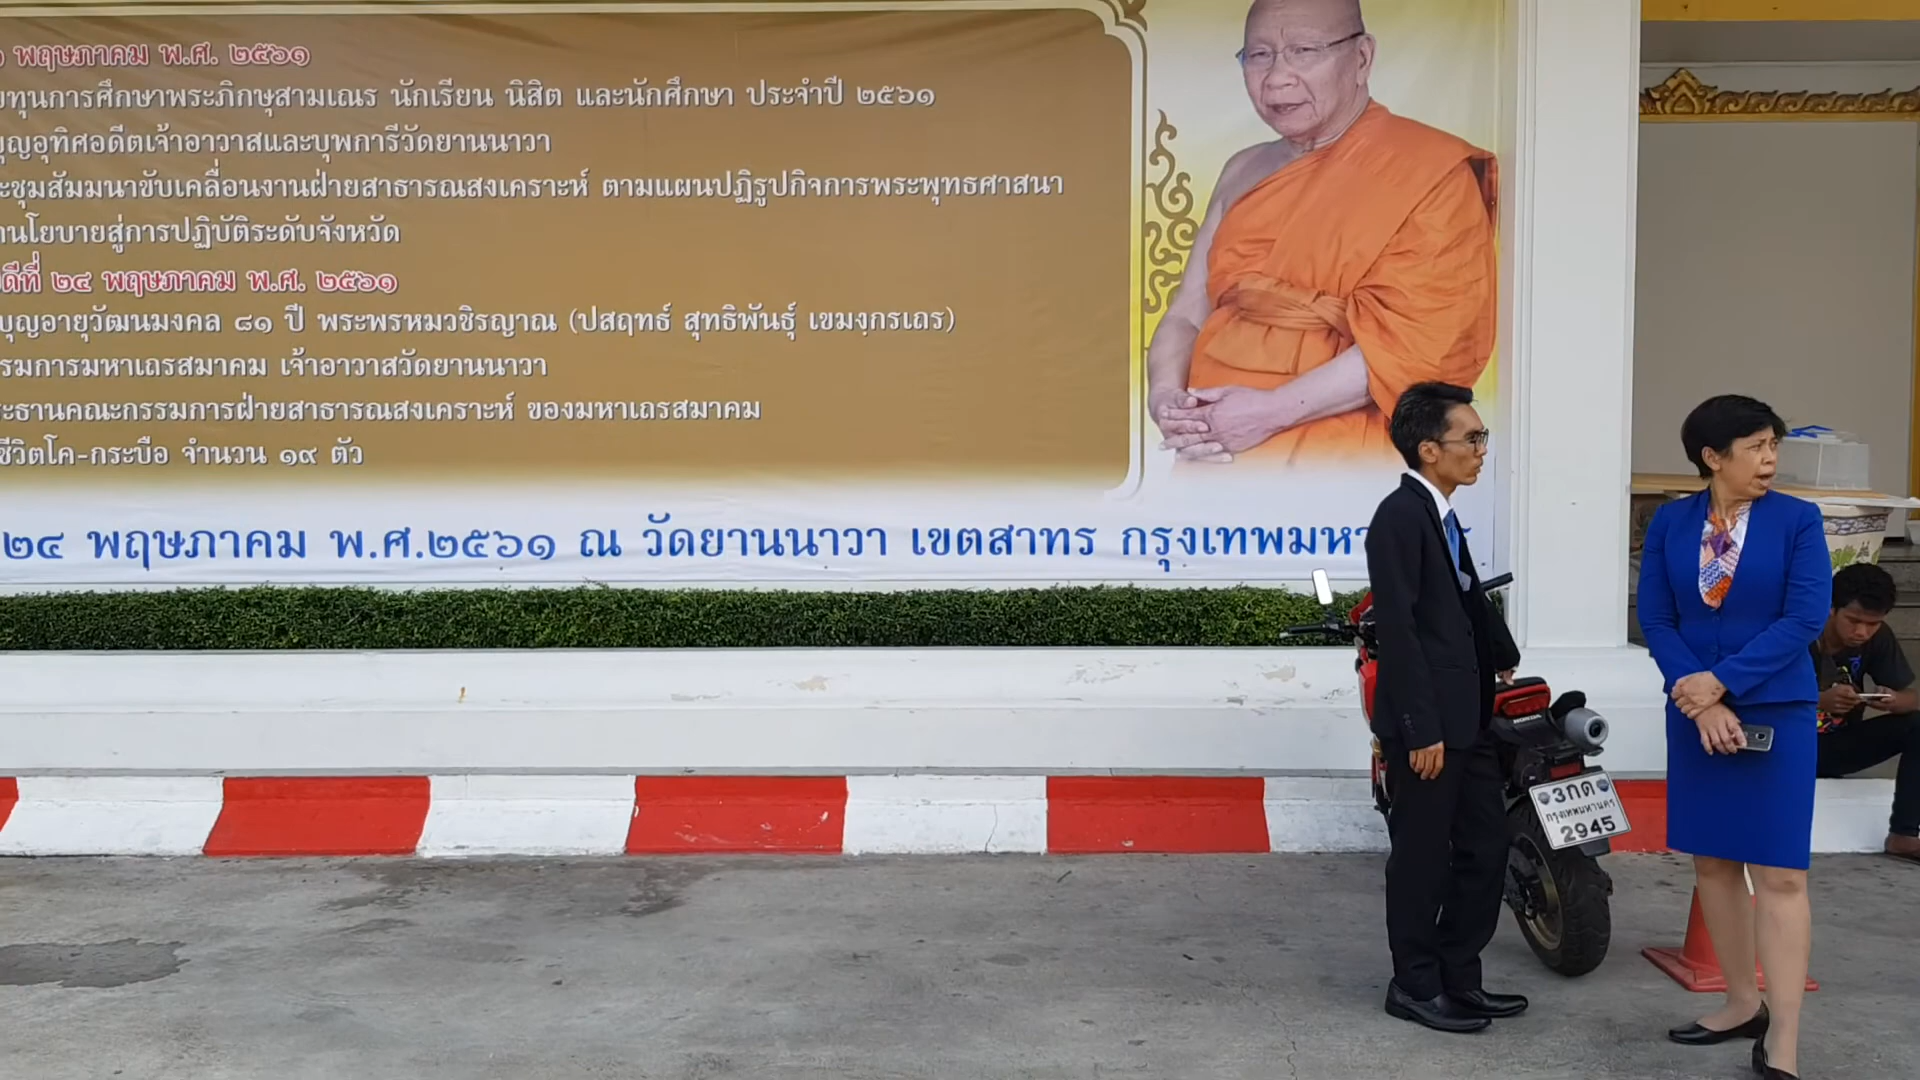 พฤษภาคม พ.ศ. ๒๕๖๑
ทุนการศึกษาพระภิกษุสามเณร นักเรียน นิสิต และนักศึกษา ประจำปี ๒๕๖๑
บุญอุทิศอดีตเจ้าอาวาสและบุพการีวัดยานนาวา
ะชุมสัมมนาขับเคลื่อนงานฝ่ายสาธารณสงเคราะห์ ตามแผนปฏิรูปกิจการพระพุทธศาสนา
นโยบายสู่การปฏิบัติระดับจังหวัด
ดีที่ ๒๔ พฤษภาคม พ.ศ. ๒๕๖๑
บุญอายุวัฒนมงคล ๘๑ ปี พระพรหมวชิรญาณ (ปสฤทธ์ สุทธิพันธุ์ เขมงฺกรเถร)
รมการมหาเถรสมาคม เจ้าอาวาสวัดยานนาวา
ะธานคณะกรรมการฝ่ายสาธารณสงเคราะห์ ของมหาเถรสมาคม
ชีวิตโค-กระบือ จำนวน ๑๙ ตัว
๒๔ พฤษภาคม พ.ศ.๒๕๖๑ ณ วัดยานนาวา เขตสาทร กรุงเทพมหา
HONDA
3กด
กรุงเทพมหานคร
2945